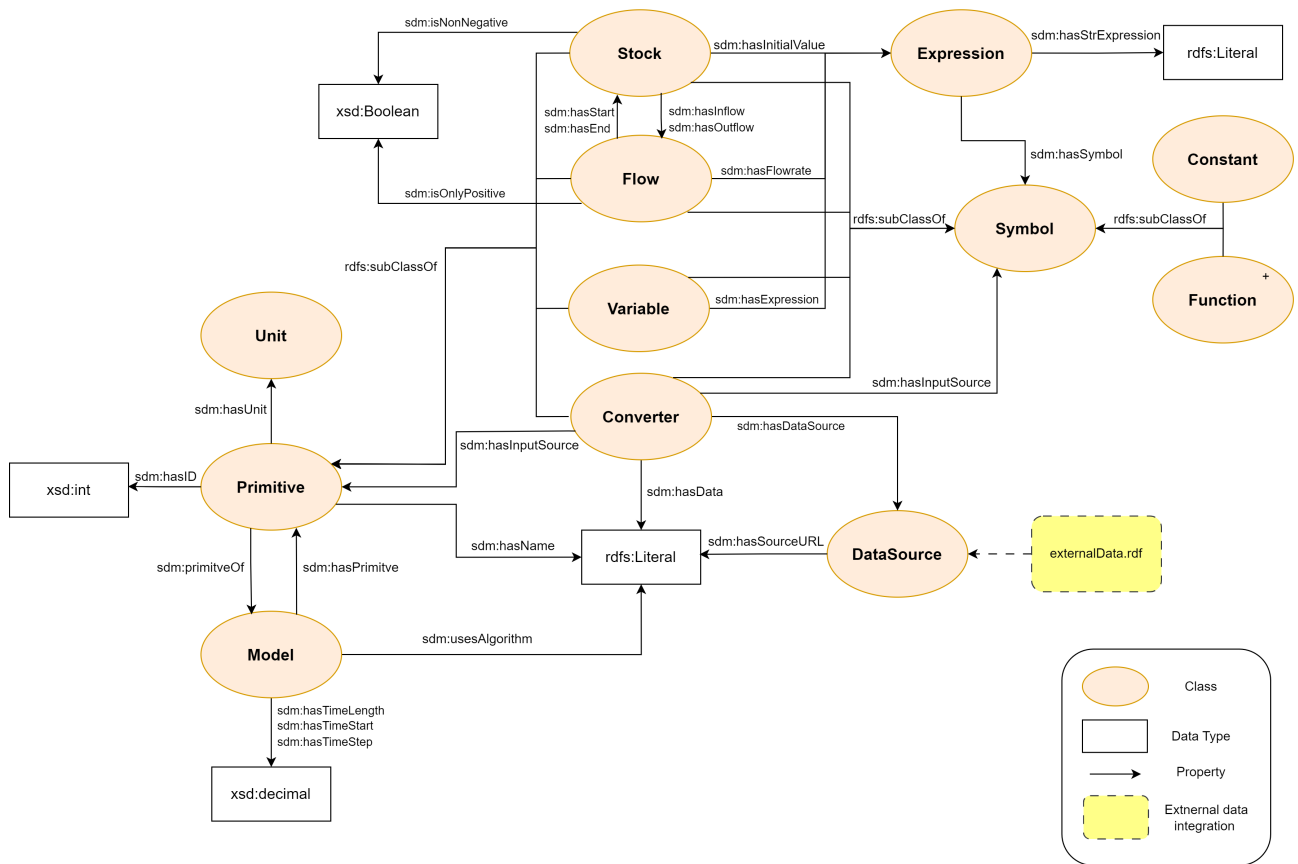 sdm:isNonNegative
Stock
sdm:hasInitialValue
Expression
sdm:hasStrExpression
rdfs:Literal
xsd:Boolean
sdm:hasStart
sdm:hasEnd
sdm:hasInflow
sdm:hasOutflow
sdm:hasSymbol
Constant
Flow
sdm:hasFlowrate
sdm:isOnlyPositive
rdfs:subClassOf
Symbol
rdfs:subClassOf
rdfs:subClassOf
+
Function
Variable
sdm:hasExpression
Unit
sdm:hasInputSource
sdm:hasUnit
Converter
sdm:hasDataSource
sdm:hasInputSource
sdm:hasID
xsd:int
Primitive
sdm:hasData
sdm:hasName
rdfs:Literal
sdm:hasSourceURL
DataSource
externalData.rdf
sdm:primitveOf
sdm:hasPrimitve
Model
sdm:usesAlgorithm
sdm:hasTimeLength
sdm:hasTimeStart
sdm:hasTimeStep
xsd:decimal
Class
Data Type
Property
Extnernal data
integration